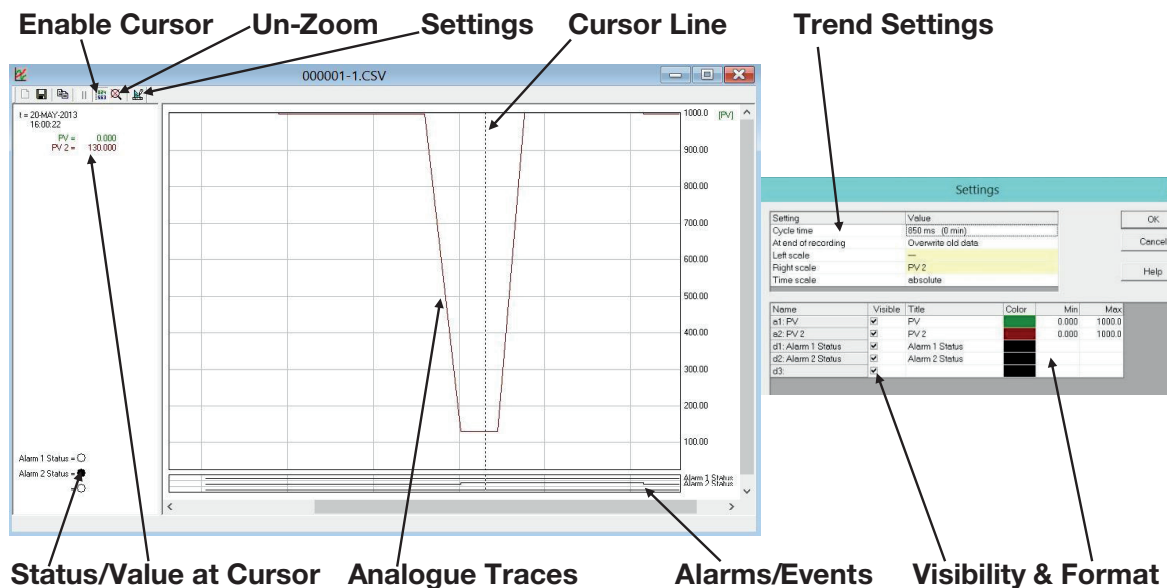 Enable Cursor Un-Zoom Settings Cursor Line Trend Settings
000001-1.CSV
t = 20-MAY-2013
16:00:22
PV = 0.000
PV 2 = 130.000
1000.0 [PV]
900.00
800.00
700.00
600.00
500.00
400.00
300.00
200.00
100.00
Alarm 1 Status =
Alarm 2 Status =
=
Alarm 1 Status
Alarm 2 Status
Settings
Setting Value
Cycle time 850 ms (0 min)
At end of recording Overwrite old data
Left scale —
Right scale PV 2
Time scale absolute
OK
Cancel
Help
Name Visible Title Color Min Max
a1: PV PV 0.000 1000.0
a2: PV 2 PV 2 0.000 1000.0
d1: Alarm 1 Status Alarm 1 Status
d2: Alarm 2 Status Alarm 2 Status
d3:
Status/Value at Cursor Analogue Traces Alarms/Events Visibility & Format